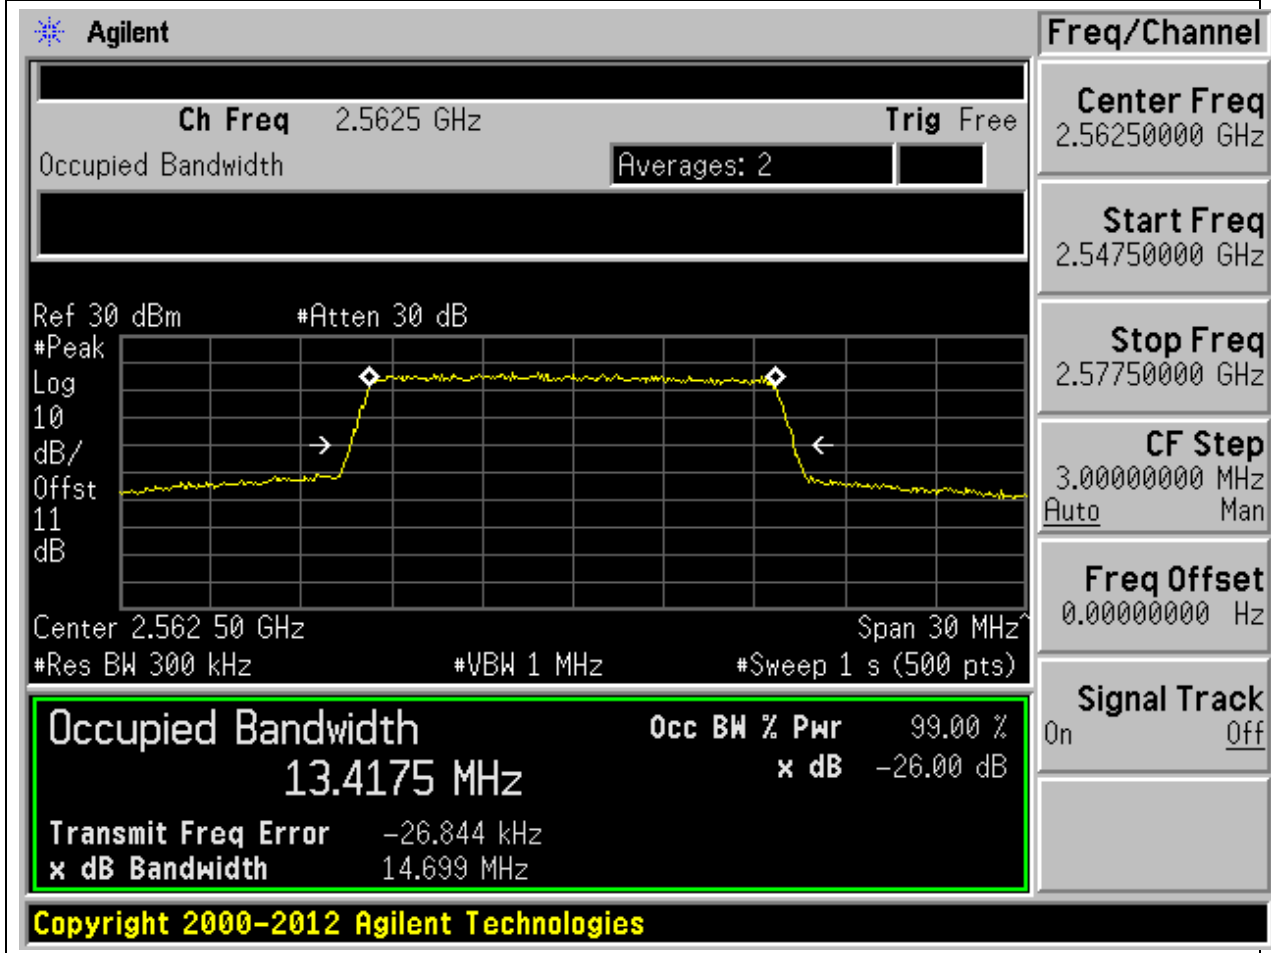 Agilent
Freq/Channel
Ch Freq 2.5625 GHz Trig Free
Occupied Bandwidth Averages: 2
Center Freq
2.56250000 GHz
Start Freq
2.54750000 GHz
Stop Freq
2.57750000 GHz
CF Step
3.00000000 MHz
Auto Man
Freq Offset
0.00000000 Hz
Signal Track
On Off
Ref 30 dBm #Atten 30 dB
#Peak
Log
10
dB/
Offst
11
dB
Center 2.562 50 GHz Span 30 MHz^
#Res BW 300 kHz #VBW 1 MHz #Sweep 1 s (500 pts)
Occupied Bandwidth Occ BW % Pwr 99.00 %
13.4175 MHz x dB -26.00 dB
Transmit Freq Error -26.844 kHz
x dB Bandwidth 14.699 MHz
Copyright 2000-2012 Agilent Technologies